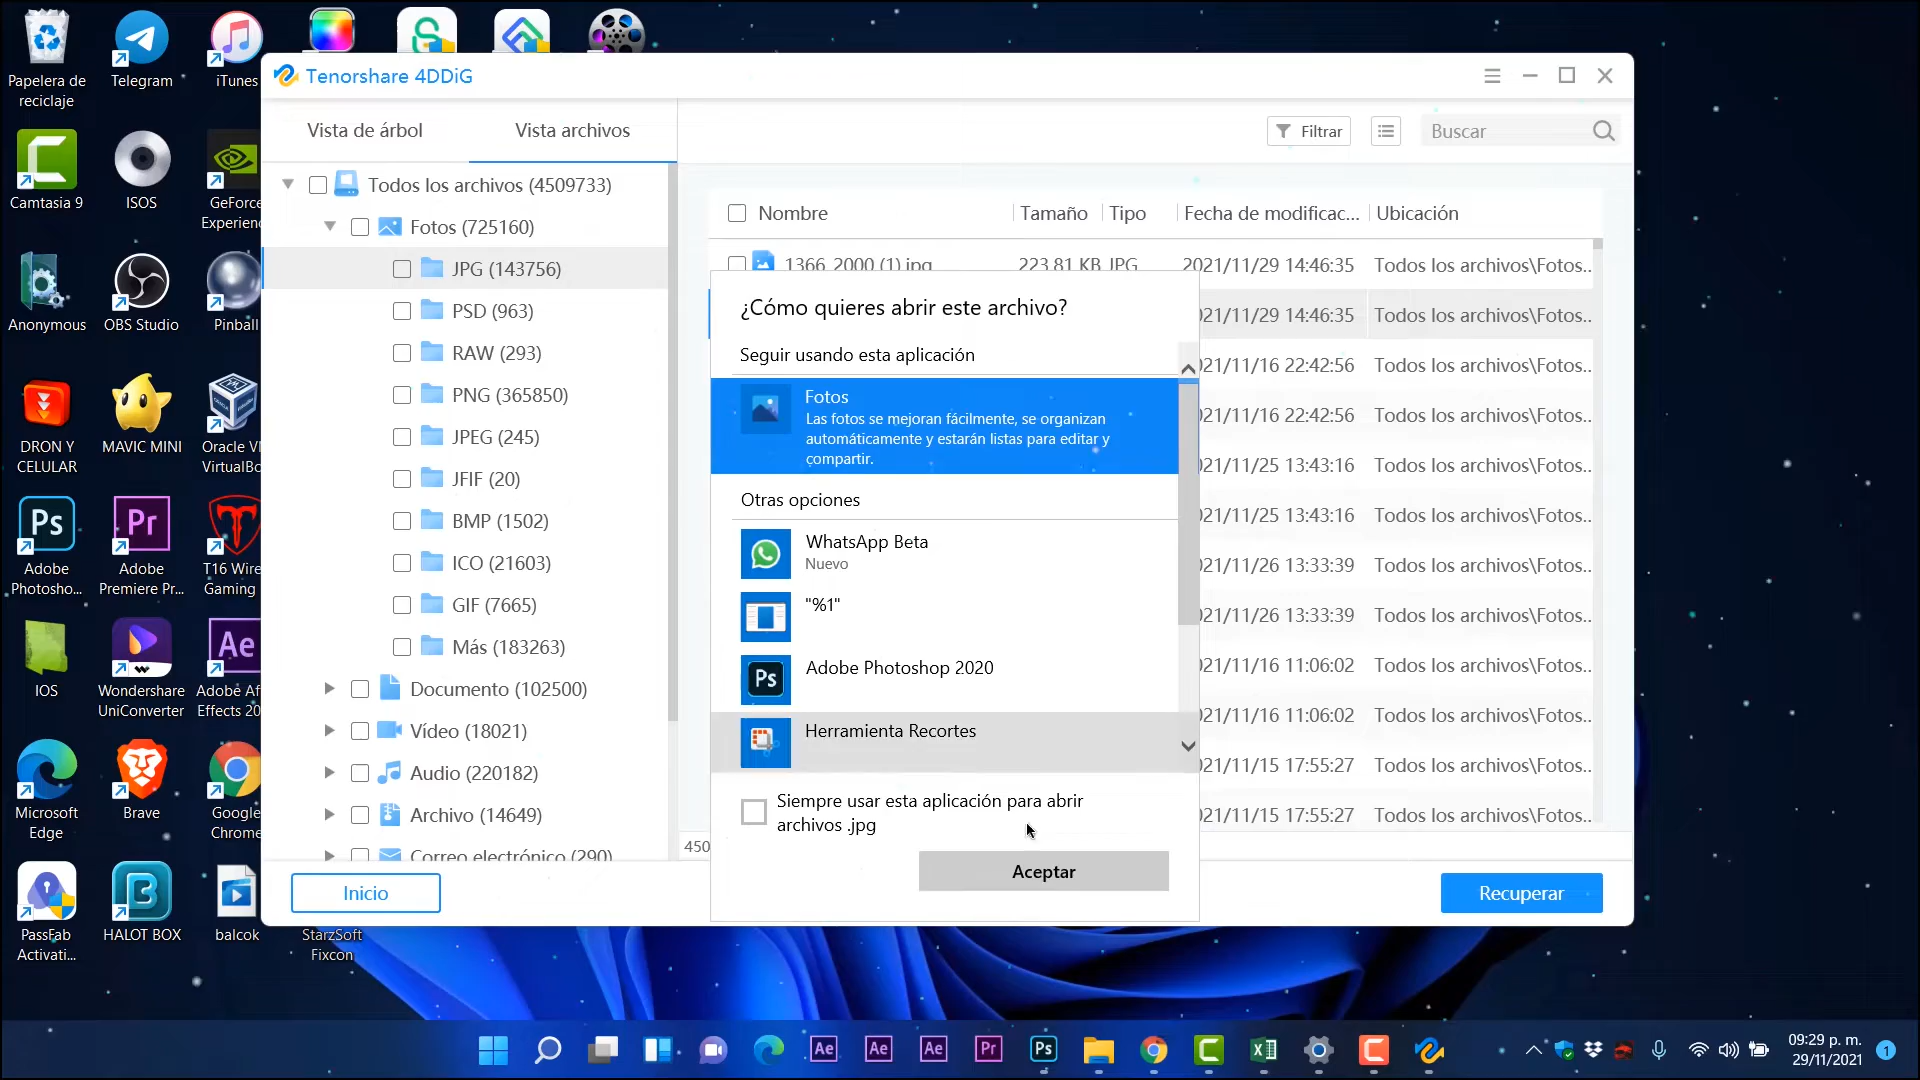 Papelera de
reciclaje
Telegram
iTunes
Camtasia 9
ISOS
GeForce
Experien
Anonymous
OBS Studio
Pinball
DRON Y
CELULAR
MAVIC MINI
Oracle V
VirtualBo
Adobe
Photosho...
Adobe
Premiere Pr...
T16 Wire
Gaming
IOS
Wondershare
UniConverter
Adobe Af
Effects 20
Microsoft
Edge
Brave
Google
Chrome
PassFab
Activati...
HALOT BOX
balcok
StarzSoft
Fixcon
Tenorshare 4DDiG
Vista de árbol
Vista archivos
Filtrar
Buscar
Todos los archivos (4509733)
Fotos (725160)
JPG (143756)
PSD (963)
RAW (293)
PNG (365850)
JPEG (245)
JFIF (20)
BMP (1502)
ICO (21603)
GIF (7665)
Más (183263)
Documento (102500)
Vídeo (18021)
Audio (220182)
Archivo (14649)
Correo electrónico (290)
Inicio
Nombre Tamaño Tipo Fecha de modificac... Ubicación
1366_2000 (1).jpg 223.81 KB JPG 2021/11/29 14:46:35 Todos los archivos\Fotos..
021/11/29 14:46:35 Todos los archivos\Fotos..
021/11/16 22:42:56 Todos los archivos\Fotos..
021/11/16 22:42:56 Todos los archivos\Fotos..
021/11/25 13:43:16 Todos los archivos\Fotos..
021/11/25 13:43:16 Todos los archivos\Fotos..
021/11/26 13:33:39 Todos los archivos\Fotos..
021/11/26 13:33:39 Todos los archivos\Fotos..
021/11/16 11:06:02 Todos los archivos\Fotos..
021/11/16 11:06:02 Todos los archivos\Fotos..
021/11/15 17:55:27 Todos los archivos\Fotos..
021/11/15 17:55:27 Todos los archivos\Fotos..
450
¿Cómo quieres abrir este archivo?
Seguir usando esta aplicación
Fotos
Las fotos se mejoran fácilmente, se organizan
automáticamente y estarán listas para editar y
compartir.
Otras opciones
WhatsApp Beta
Nuevo
"%1"
Adobe Photoshop 2020
Herramienta Recortes
Siempre usar esta aplicación para abrir
archivos .jpg
Aceptar
Recuperar
09:29 p. m.
29/11/2021
1